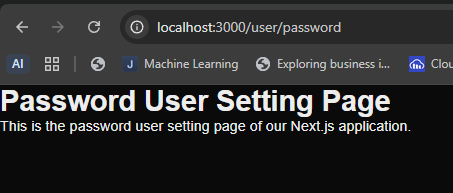 localhost:3000/user/password
AI
J Machine Learning
Exploring business i...
Clou
Password User Setting Page
This is the password user setting page of our Next.js application.